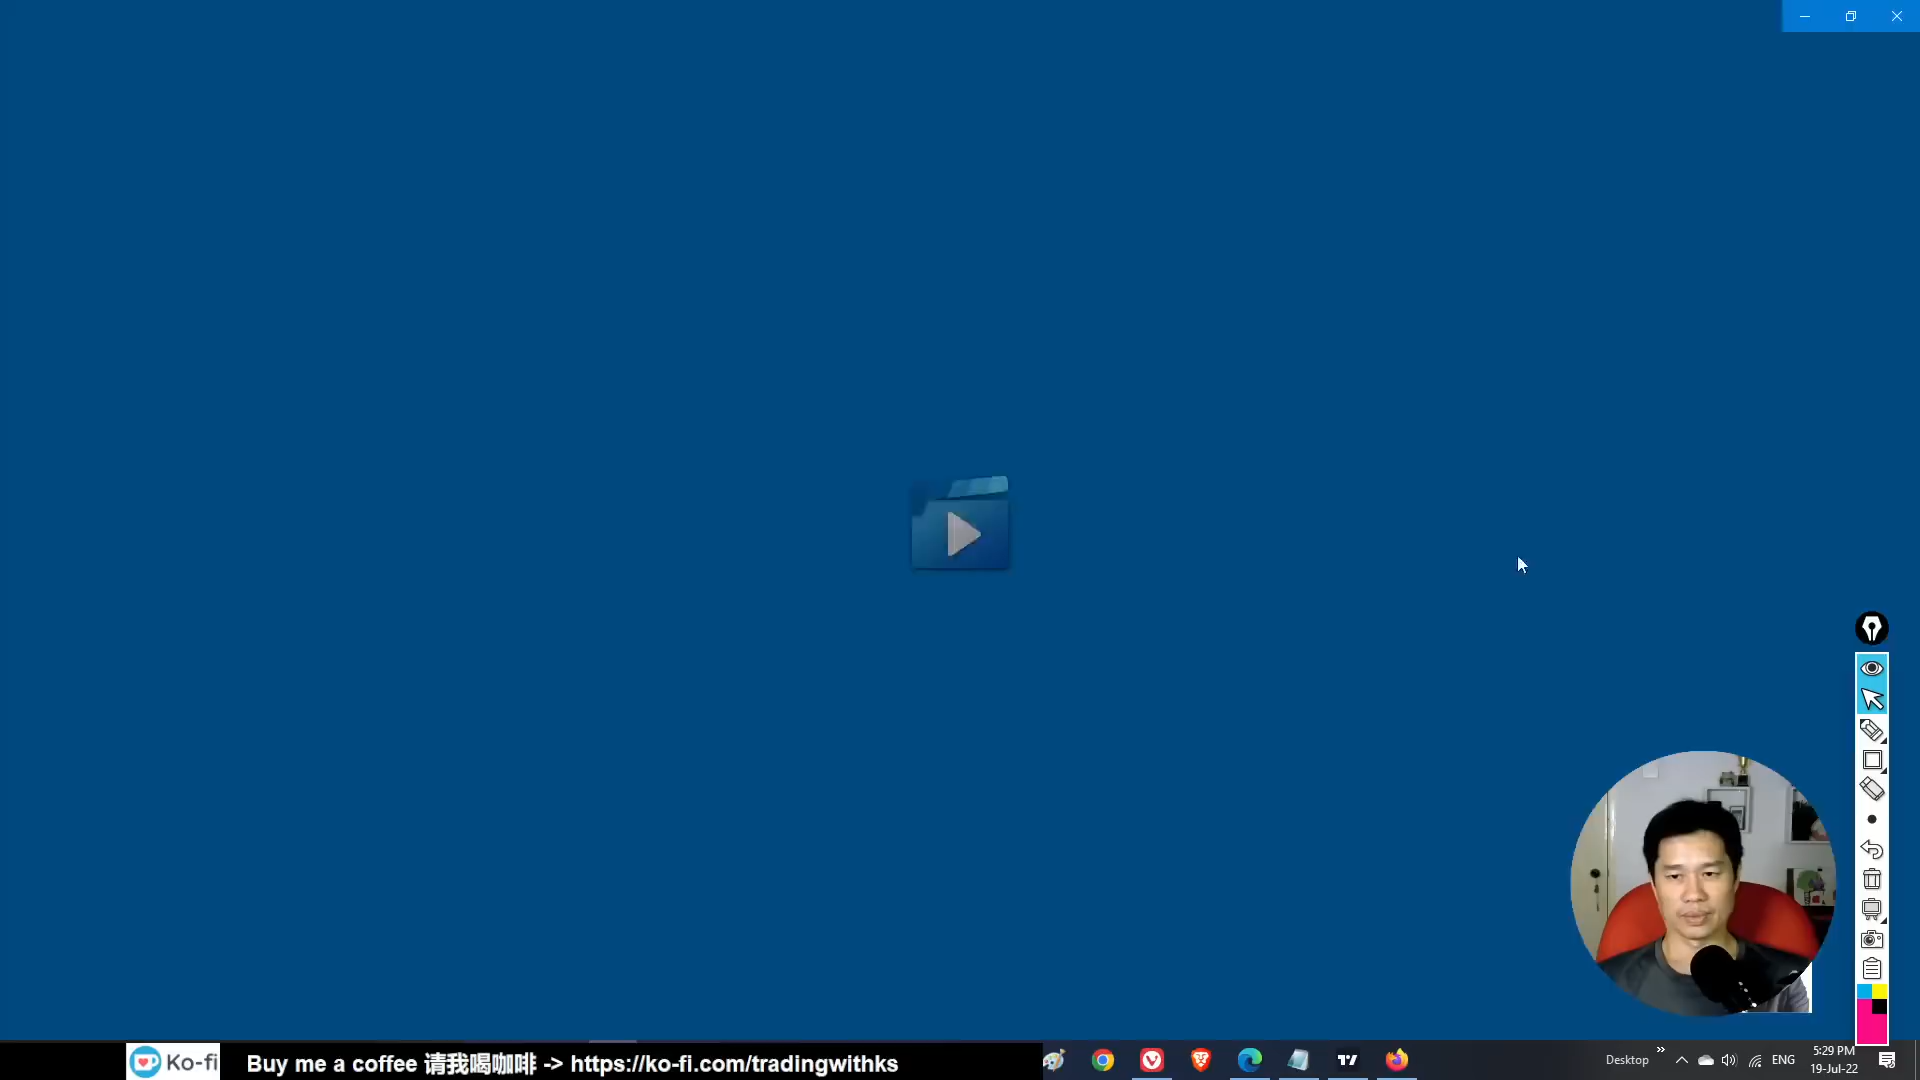 Ko-fi
Buy me a coffee 请我喝咖啡 -> https://ko-fi.com/tradingwithks
Desktop
ENG
5:29 PM
19-Jul-22